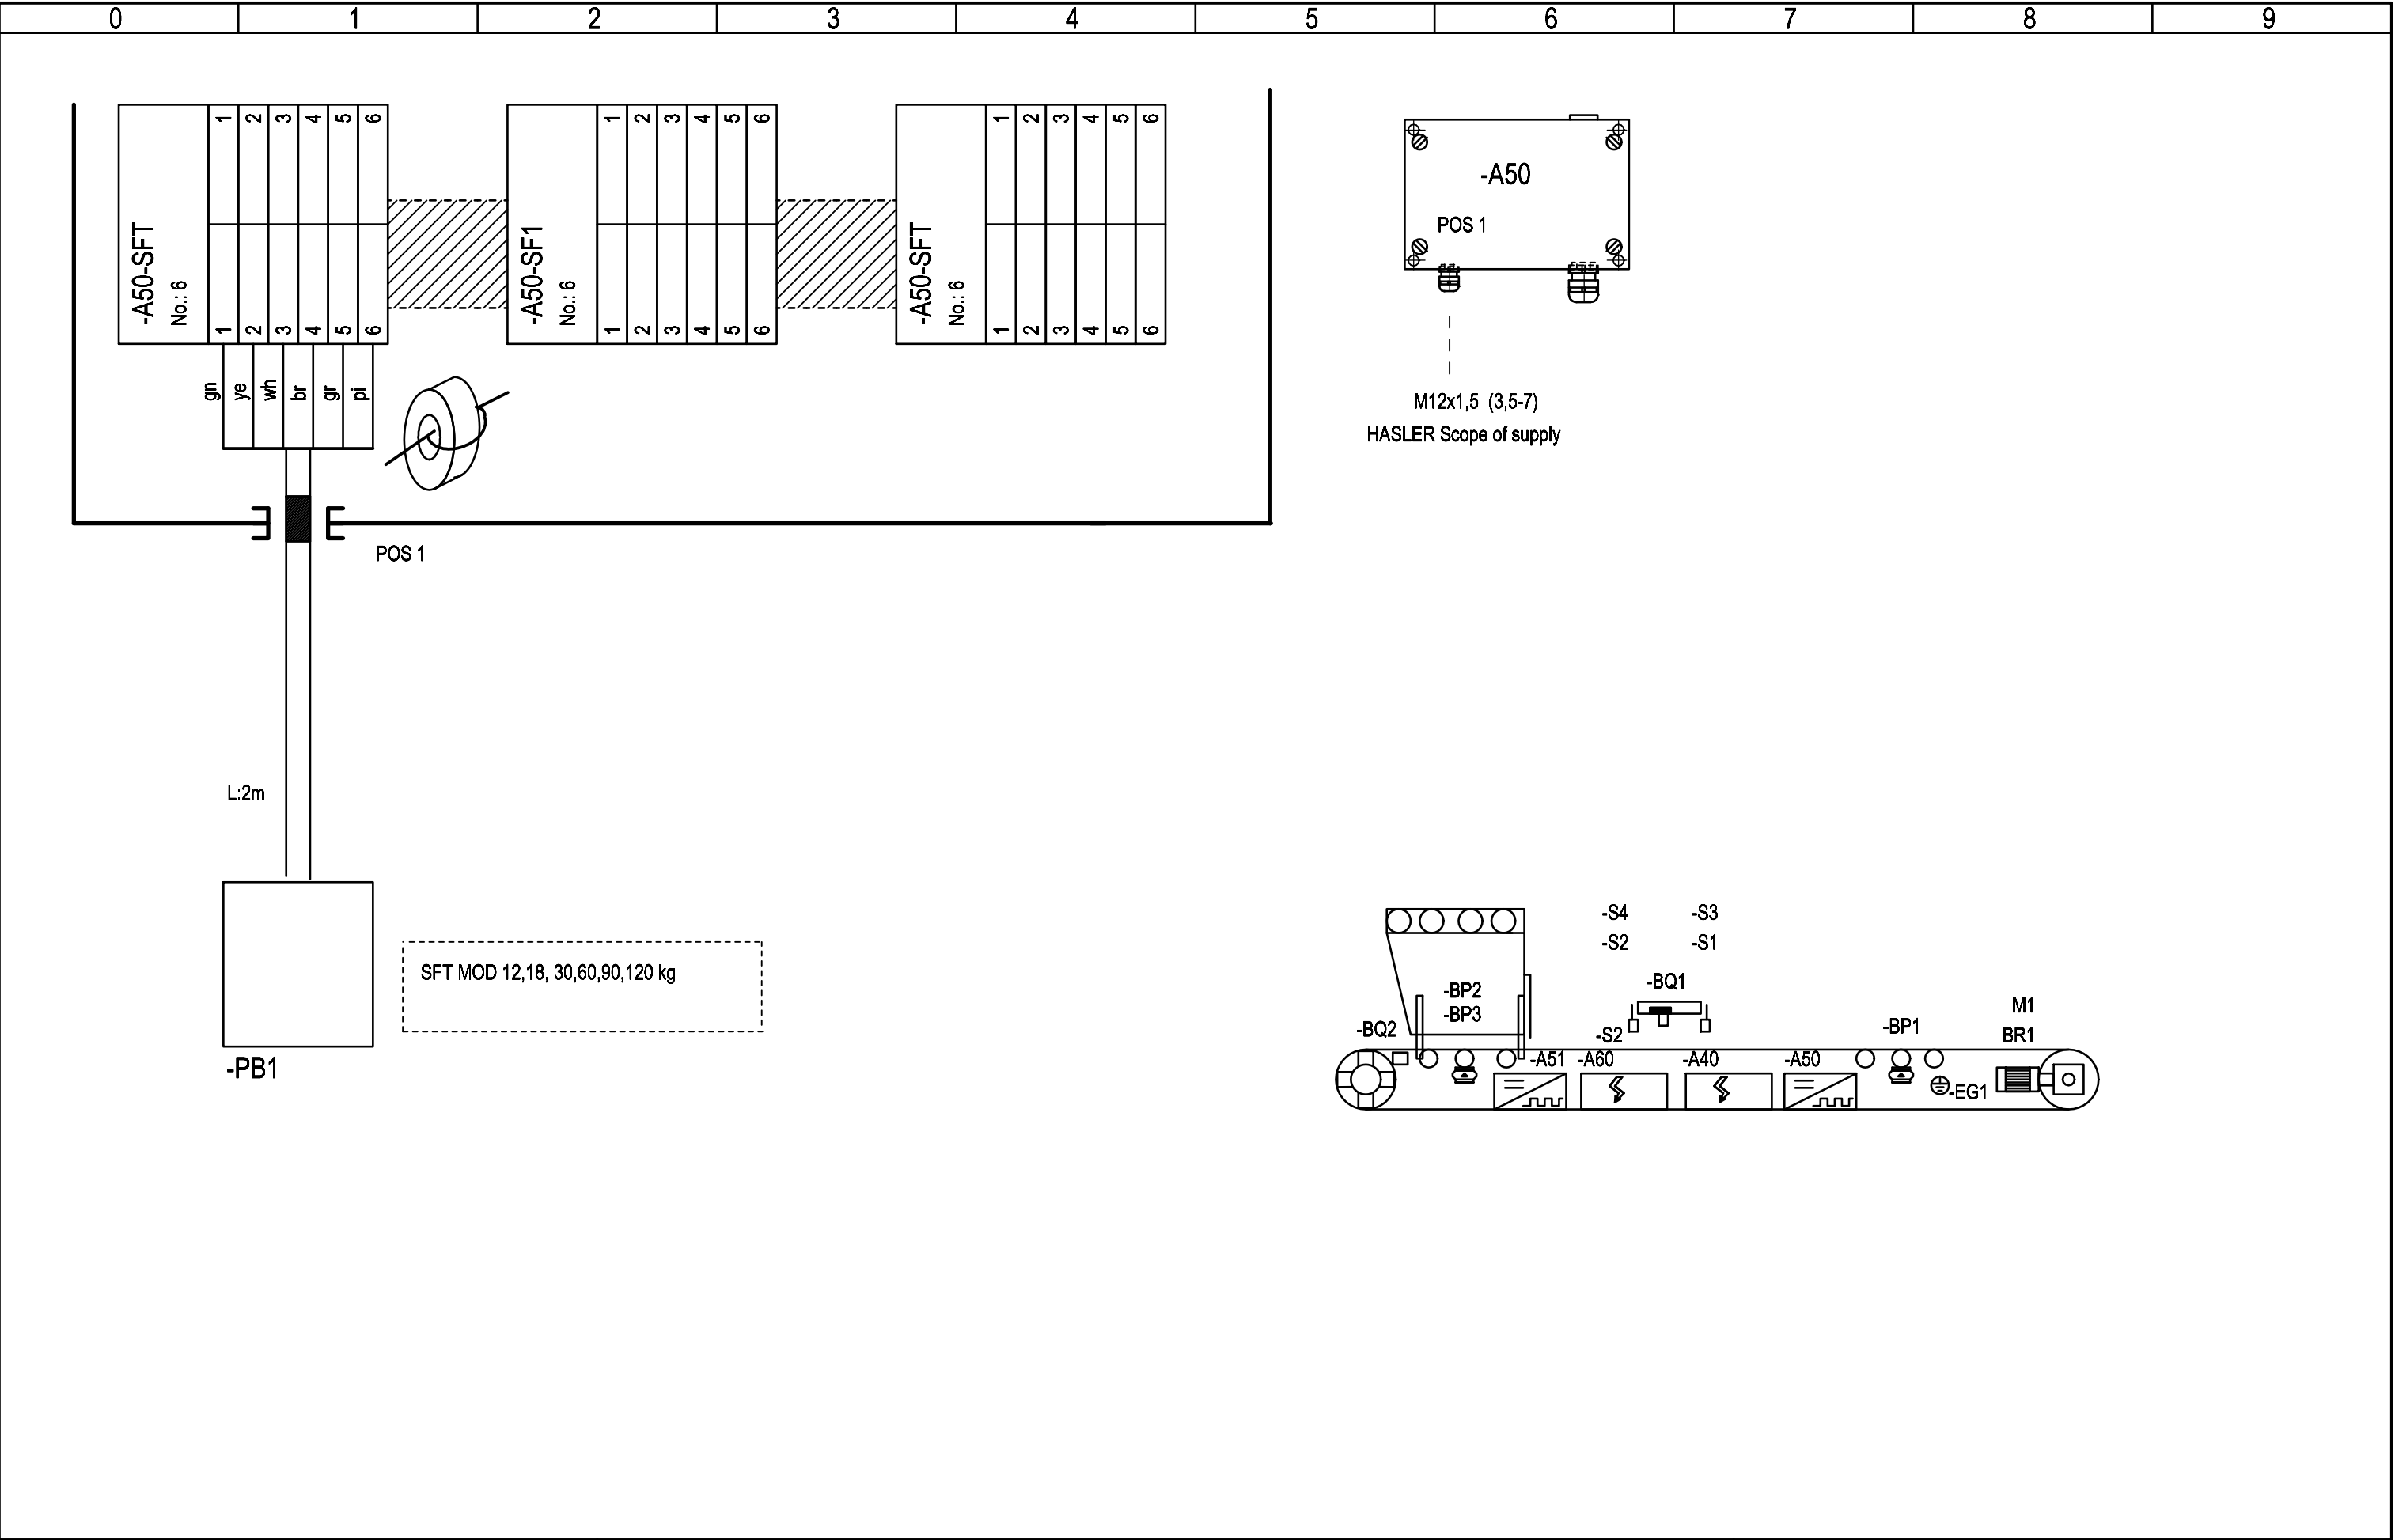 0 1 2 3 4 5 6 7 8 9
-A50-SFT
No.: 6
1 2 3 4 5 6
1 2 3 4 5 6
gn ye wh br gr pi
-A50-SF1
No.: 6
1 2 3 4 5 6
1 2 3 4 5 6
-A50-SFT
No.: 6
1 2 3 4 5 6
1 2 3 4 5 6
POS 1
L:2m
-PB1
SFT MOD 12,18, 30,60,90,120 kg
-A50
POS 1
M12x1,5 (3,5-7)
HASLER Scope of supply
-S4 -S3
-S2 -S1
-BQ1
-BP2
-BP3
-BQ2
-S2
-BP1
M1
BR1
-A51 -A60 -A40 -A50
-EG1